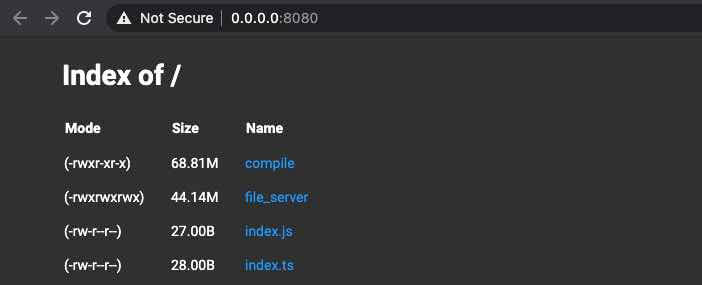 Not Secure | 0.0.0.0:8080
Index of /
Mode Size Name
(-rwxr-xr-x) 68.81M compile
(-rwxrwxrwx) 44.14M file_server
(-rw-r--r--) 27.00B index.js
(-rw-r--r--) 28.00B index.ts